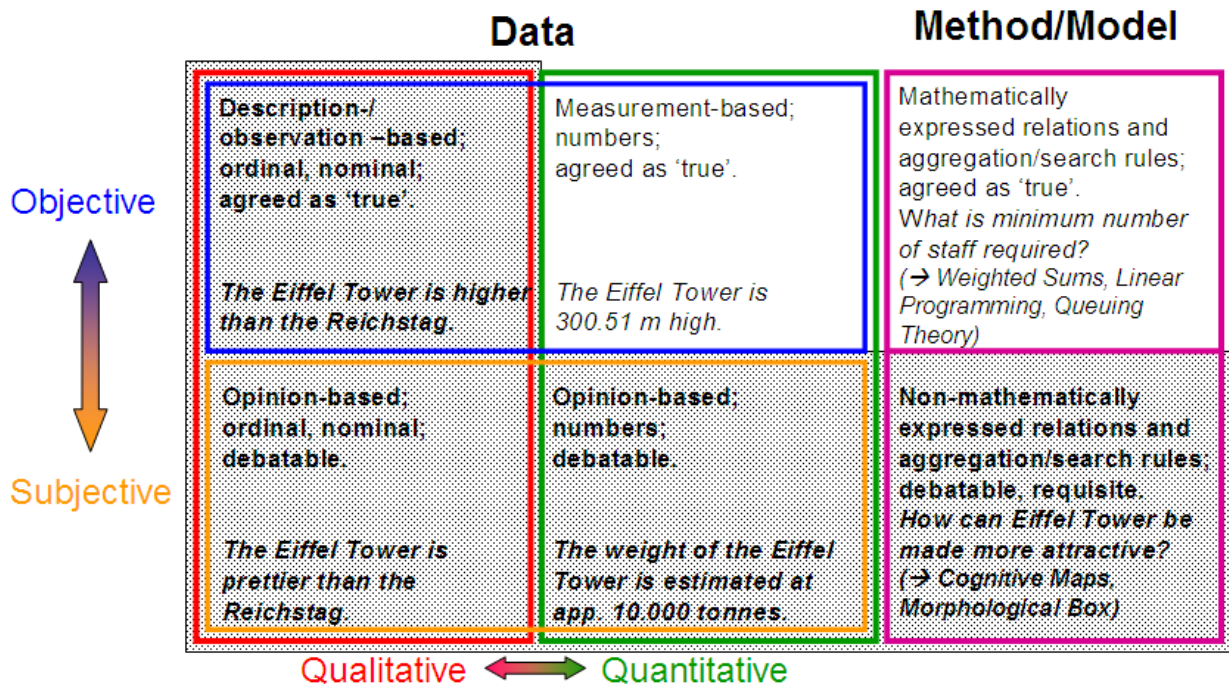 Data
Method/Model
Objective
Subjective
Description-/
observation –based;
ordinal, nominal;
agreed as ‘true’.
The Eiffel Tower is higher
than the Reichstag.
Measurement-based;
numbers;
agreed as ‘true’.
The Eiffel Tower is
300.51 m high.
Mathematically
expressed relations and
aggregation/search rules;
agreed as ‘true’.
What is minimum number
of staff required?
(→ Weighted Sums, Linear
Programming, Queuing
Theory)
Opinion-based;
ordinal, nominal;
debatable.
The Eiffel Tower is
prettier than the
Reichstag.
Opinion-based;
numbers;
debatable.
The weight of the Eiffel
Tower is estimated at
app. 10.000 tonnes.
Non-mathematically
expressed relations and
aggregation/search rules;
debatable, requisite.
How can Eiffel Tower be
made more attractive?
(→ Cognitive Maps,
Morphological Box)
Qualitative
Quantitative